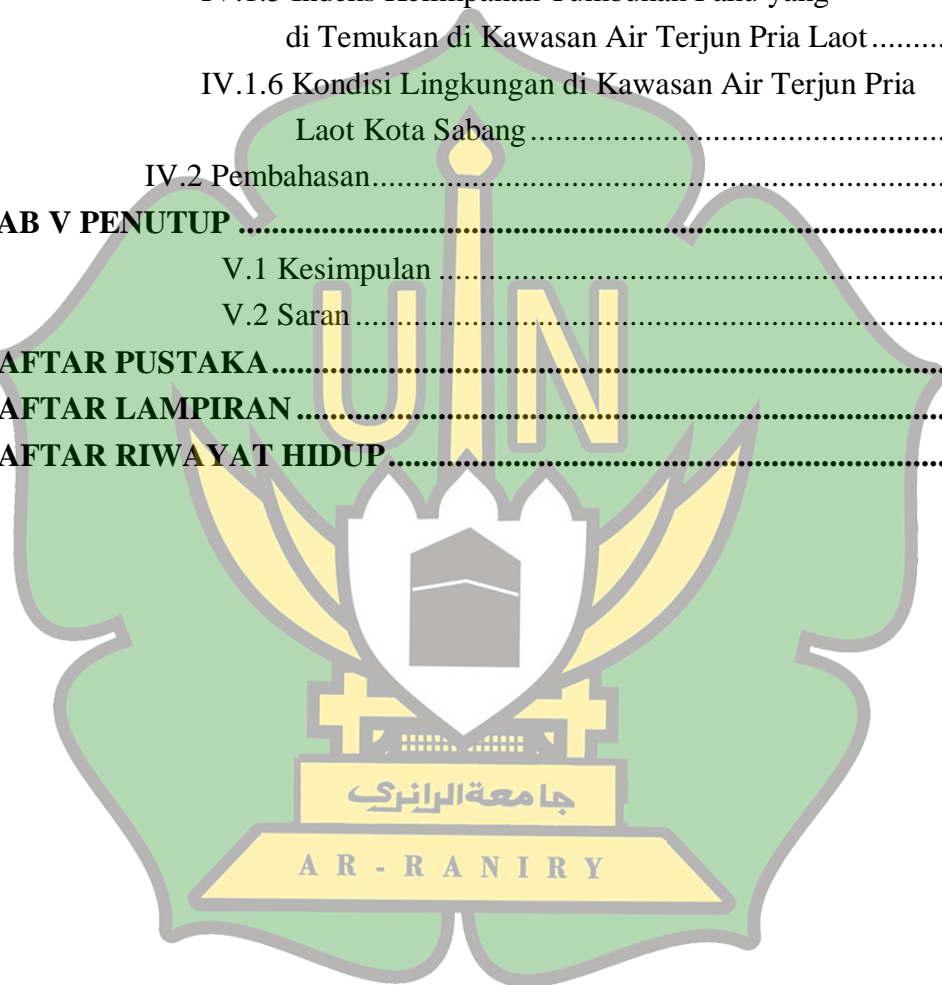 di Temukan di Kawasan Air Terjun Pria Laot..........
IV.1.6 Kondisi Lingkungan di Kawasan Air Terjun Pria
Laot Kota Sabang..........
IV.2 Pembahasan..........
AB V PENUTUP ..........
V.1 Kesimpulan ..........
V.2 Saran ..........
AFTAR PUSTAKA..........
AFTAR LAMPIRAN ..........
AFTAR RIWAYAT HIDUP ..........
UIN
جامعة الرانري
AR - RANIRY